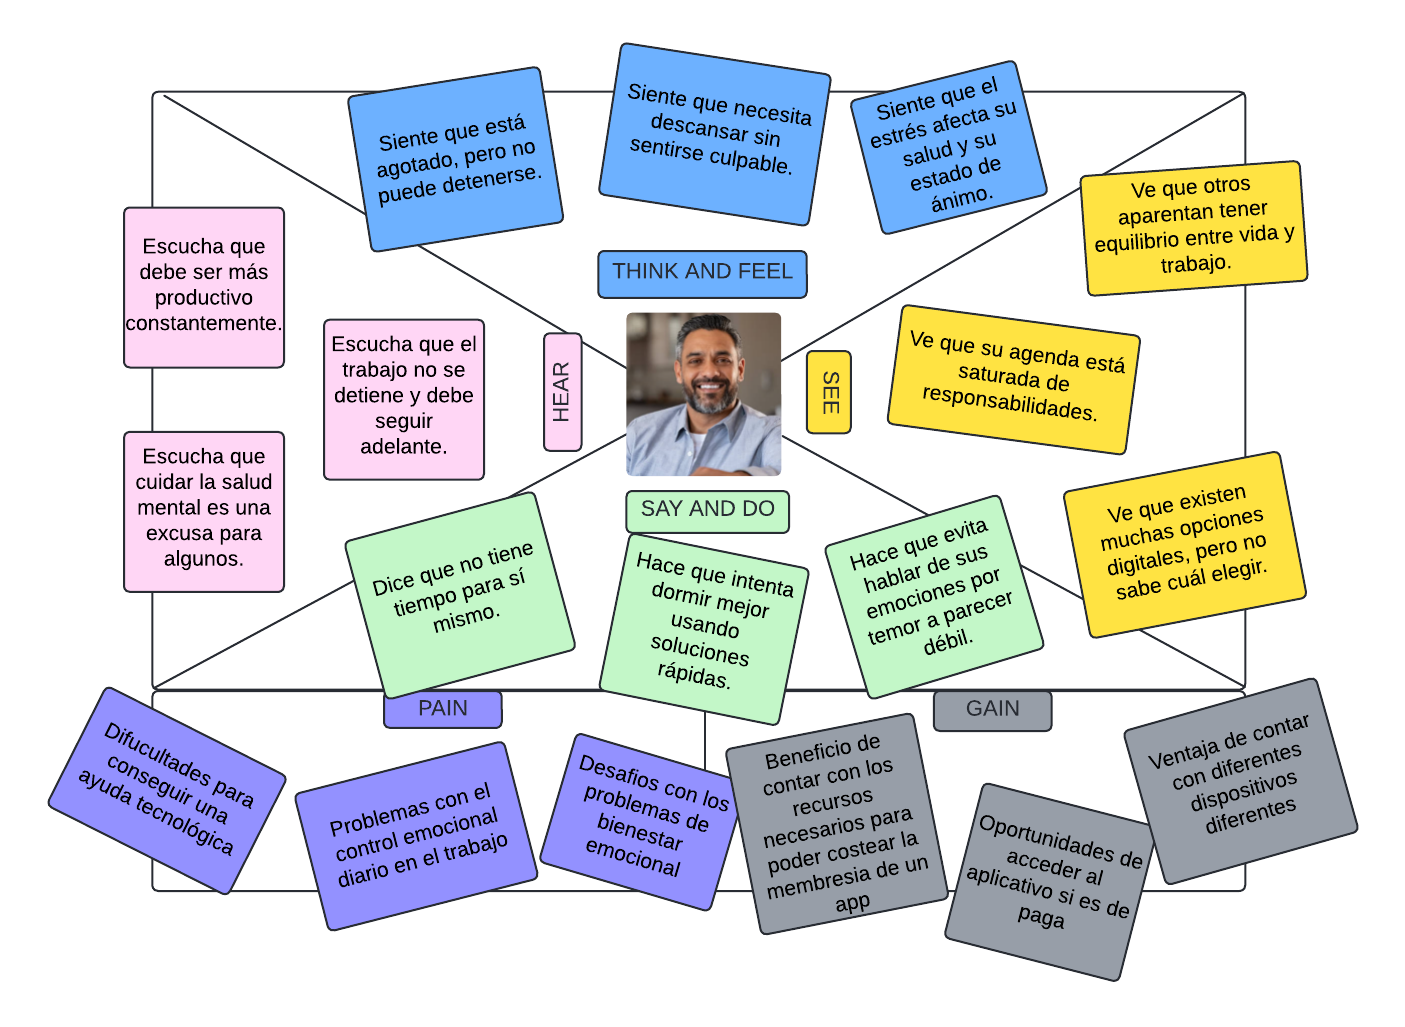 Siente que está
agotado, pero no
puede detenerse.
Siente que necesita
descansar sin
sentirse culpable.
Siente que el
estrés afecta su
salud y su
estado de
ánimo.
THINK AND FEEL
Escucha que
debe ser más
productivo
constantemente.
Escucha que el
trabajo no se
detiene y debe
seguir
adelante.
Escucha que
cuidar la salud
mental es una
excusa para
algunos.
HEAR
SEE
Ve que otros
aparentan tener
equilibrio entre vida y
trabajo.
Ve que su agenda está
saturada de
responsabilidades.
Ve que existen
muchas opciones
digitales, pero no
sabe cuál elegir.
SAY AND DO
Dice que no tiene
tiempo para sí
mismo.
Hace que intenta
dormir mejor
usando
soluciones
rápidas.
Hace que evita
hablar de sus
emociones por
temor a parecer
débil.
PAIN
Difucultades para
conseguir una
ayuda tecnológica
Problemas con el
control emocional
diario en el trabajo
Desafios con los
problemas de
bienestar
emocional
GAIN
Beneficio de
contar con los
recursos
necesarios para
poder costear la
membresia de un
app
Oportunidades de
acceder al
aplicativo si es de
paga
Ventaja de contar
con diferentes
dispositivos
diferentes